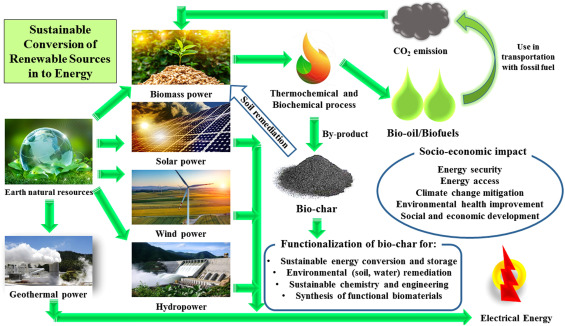 Sustainable
Conversion of
Renewable Sources
in to Energy
CO2 emission
Use in
transportation
with fossil fuel
Biomass power
Thermochemical and
Biochemical process
Bio-oil/Biofuels
Soil remediation
By-product
Solar power
Socio-economic impact
Energy security
Energy access
Climate change mitigation
Environmental health improvement
Social and economic development
Earth natural resources
Bio-char
Wind power
Functionalization of bio-char for:
• Sustainable energy conversion and storage
• Environmental (soil, water) remediation
• Sustainable chemistry and engineering
• Synthesis of functional biomaterials
Geothermal power
Hydropower
Electrical Energy